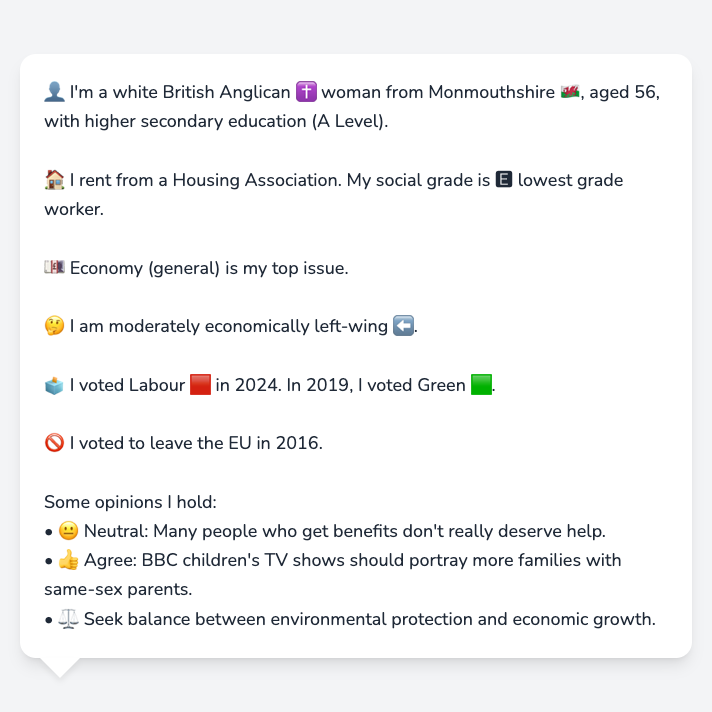 👤 I'm a white British Anglican ✝️ woman from Monmouthshire 🏴󠁧󠁢󠁷󠁬󠁳󠁿, aged 56,
with higher secondary education (A Level).
🏠 I rent from a Housing Association. My social grade is 🅴 lowest grade
worker.
💷 Economy (general) is my top issue.
🤔 I am moderately economically left-wing ⬅️.
🗳️ I voted Labour 🟥 in 2024. In 2019, I voted Green 🟩.
🚫 I voted to leave the EU in 2016.
Some opinions I hold:
• 😐 Neutral: Many people who get benefits don't really deserve help.
• 👍 Agree: BBC children's TV shows should portray more families with
same-sex parents.
• ⚖️ Seek balance between environmental protection and economic growth.